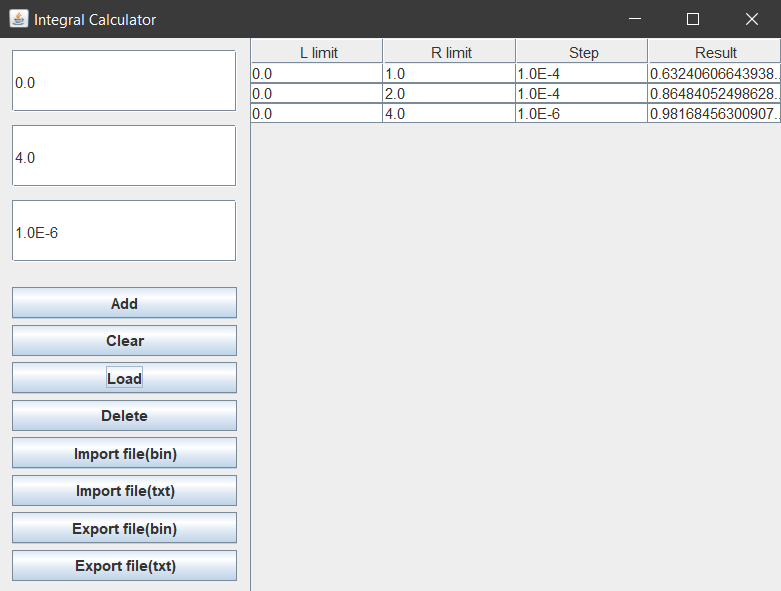 Integral Calculator
0.0
4.0
1.0E-6
Add
Clear
Load
Delete
Import file(bin)
Import file(txt)
Export file(bin)
Export file(txt)
L limit R limit Step Result
0.0 1.0 1.0E-4 0.63240606643938...
0.0 2.0 1.0E-4 0.86484052498628...
0.0 4.0 1.0E-6 0.98168456300907...